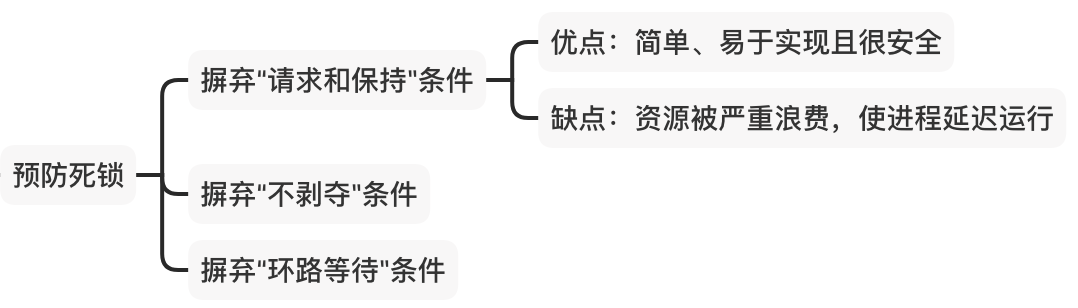 预防死锁
摒弃"请求和保持"条件
优点：简单、易于实现且很安全
缺点：资源被严重浪费，使进程延迟运行
摒弃"不剥夺"条件
摒弃"环路等待"条件